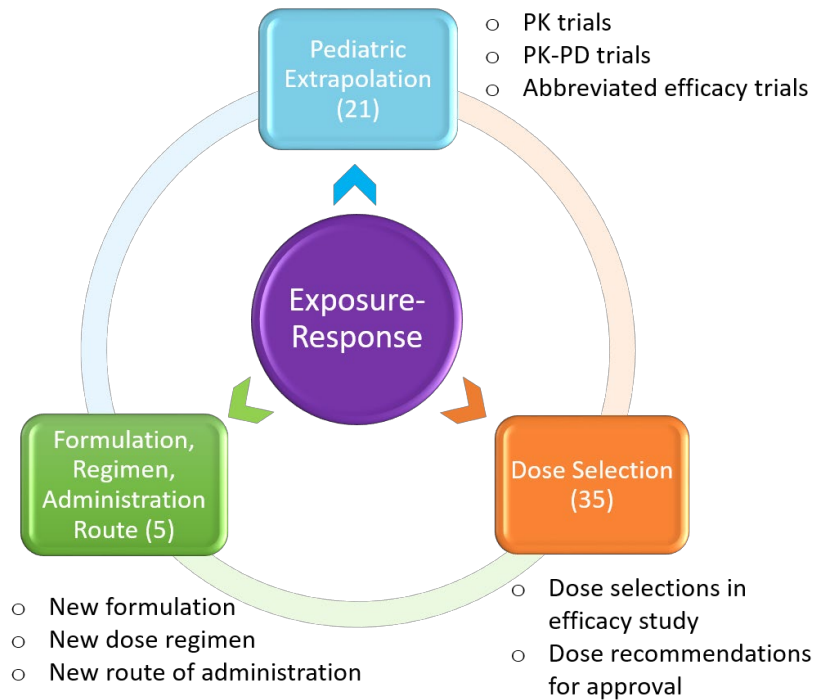 Pediatric
Extrapolation
(21)
o PK trials
o PK-PD trials
o Abbreviated efficacy trials
Exposure-
Response
Formulation,
Regimen,
Administration
Route (5)
o New formulation
o New dose regimen
o New route of administration
Dose Selection
(35)
o Dose selections in
efficacy study
o Dose recommendations
for approval